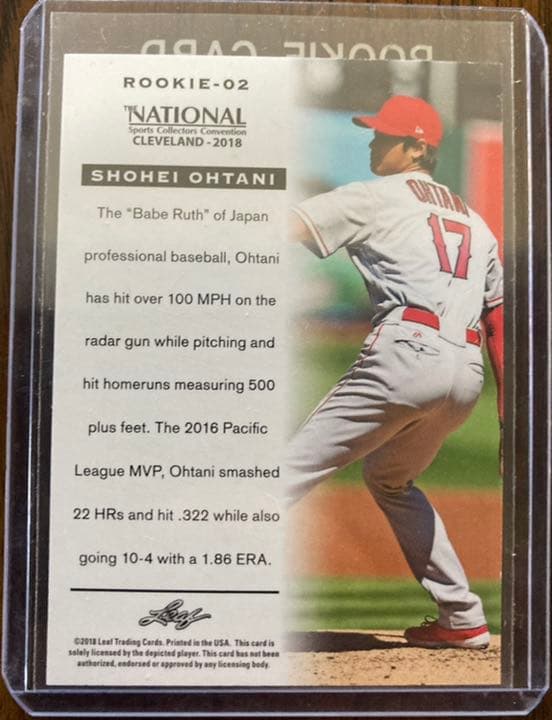 ROOKIE CARD
ROOKIE-02
THE NATIONAL
Sports Collectors Convention
CLEVELAND - 2018
SHOHEI OHTANI
The “Babe Ruth” of Japan
professional baseball, Ohtani
has hit over 100 MPH on the
radar gun while pitching and
hit homeruns measuring 500
plus feet. The 2016 Pacific
League MVP, Ohtani smashed
22 HRs and hit .322 while also
going 10-4 with a 1.86 ERA.
OHTANI
17
Leaf
©2018 Leaf Trading Cards. Printed in the USA. This card is
solely licensed by the depicted player. This card has not been
authorized, endorsed or approved by any licensing body.